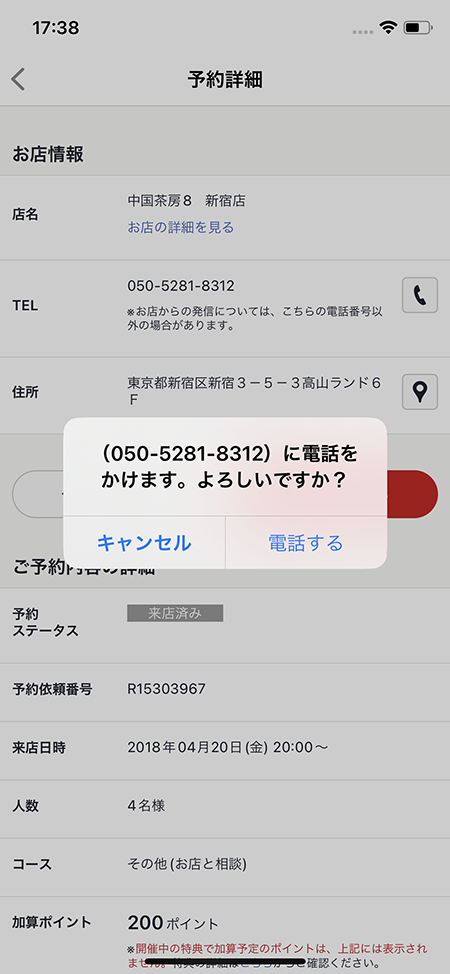 17:38
予約詳細
お店情報
店名
中国茶房8　新宿店
お店の詳細を見る
TEL
050-5281-8312
※お店からの発信については、こちらの電話番号以
外の場合があります。
住所
東京都新宿区新宿３－５－３高山ランド６
Ｆ
（050-5281-8312）に電話を
かけます。よろしいですか？
キャンセル
電話する
ご予約内容の詳細
予約
ステータス
来店済み
予約依頼番号
R15303967
来店日時
2018年04月20日(金) 20:00～
人数
4名様
コース
その他(お店と相談)
加算ポイント
200ポイント
※開催中の特典で加算予定のポイントは、上記には表示され
ません。特典の詳細はこちらからご確認ください。